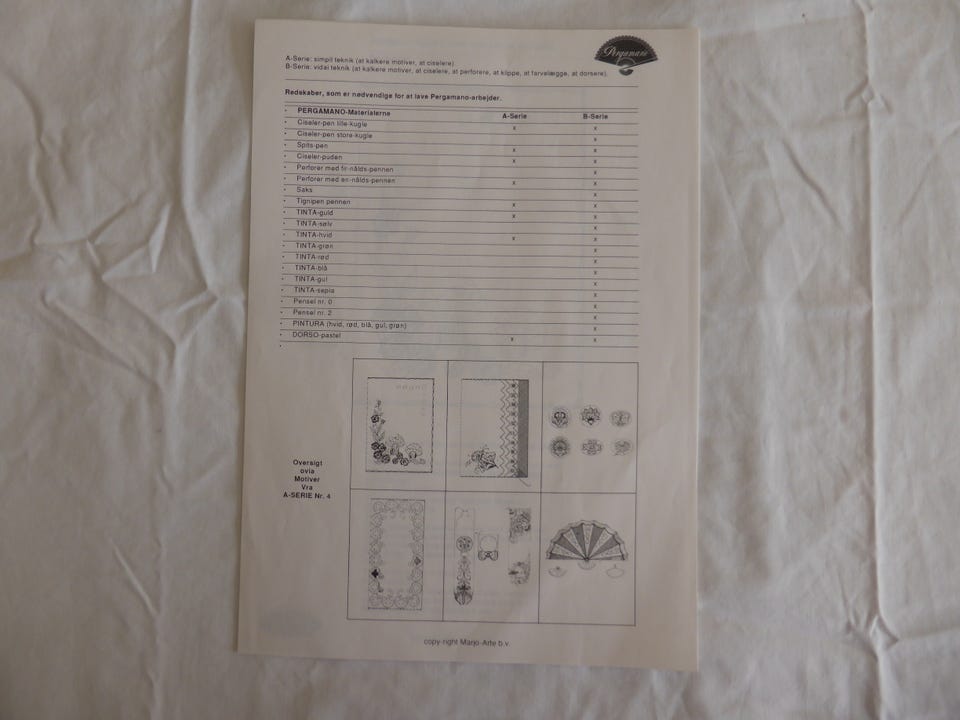 Pergamano
A-Serie: simpil teknik (at kalkere motiver, at ciselere)
B-Serie: vidai teknik (at kalkere motiver, at ciselere, at perforere, at klippe, at farvelægge, at dorsere).
Redskaber, som er nødvendige for at lave Pergamano-arbejder.
- PERGAMANO-Materialerne A-Serie B-Serie
- Ciseler-pen lille-kugle x x
- Ciseler-pen store-kugle x
- Spits-pen x x
- Ciseler-puden x x
- Perforer med fir-nålds-pennen x
- Perforer med en-nålds-pennen x x
- Saks x
- Tignipen pennen x x
- TINTA-guld x x
- TINTA-sølv x
- TINTA-hvid x x
- TINTA-grøn x
- TINTA-rød x
- TINTA-blå x
- TINTA-gul x
- TINTA-sepia x
- Pensel nr. 0 x
- Pensel nr. 2 x
- PINTURA (hvid, rød, blå, gul, grøn) x
- DORSO-pastel x x
Oversigt
ovia
Motiver
Vra
A-SERIE Nr. 4
copy-right Marjo-Arte b.v.